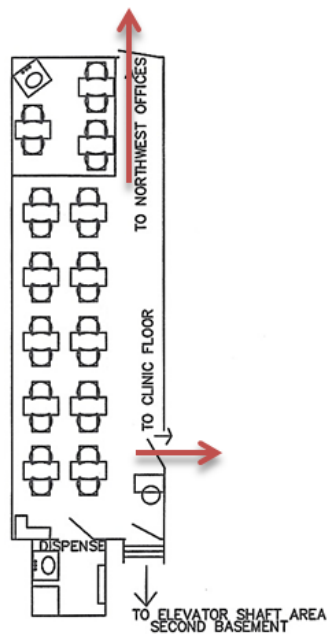 TO NORTHWEST OFFICES
TO CLINIC FLOOR
DISPENSE
TO ELEVATOR SHAFT AREA
SECOND BASEMENT